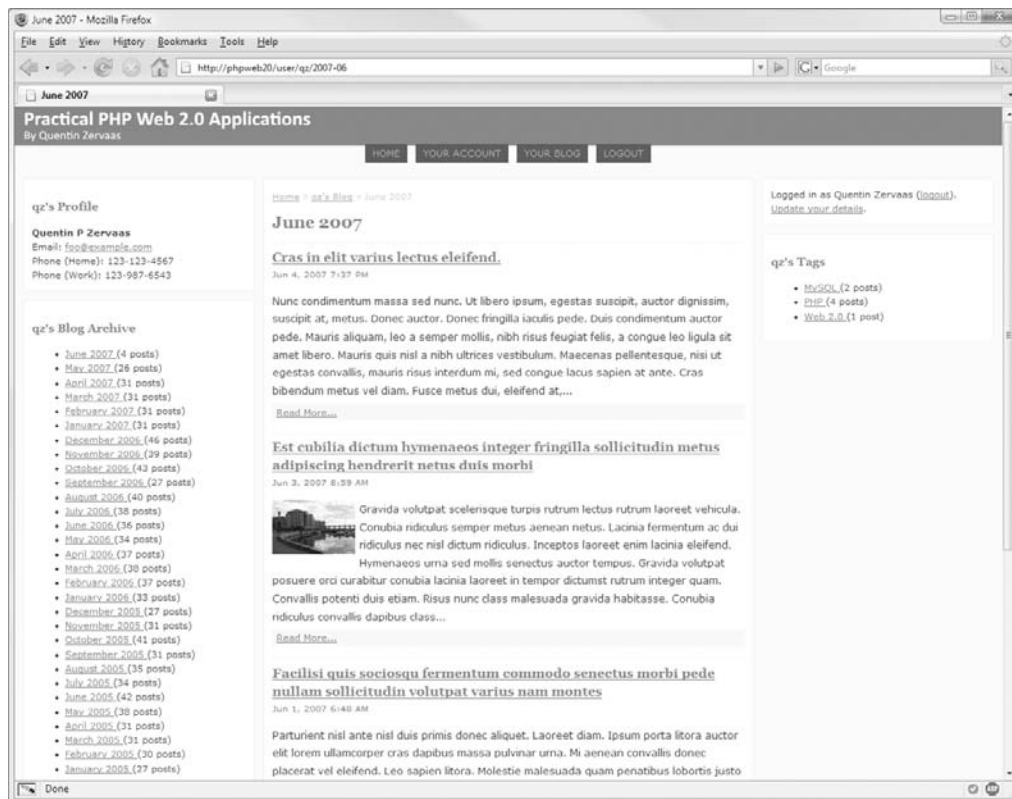 June 2007 - Mozilla Firefox
File Edit View History Bookmarks Tools Help
http://phpweb20/user/qz/2007-06
Google
June 2007
Practical PHP Web 2.0 Applications
By Quentin Zervaas
HOME YOUR ACCOUNT YOUR BLOG LOGOUT
qz's Profile
Quentin P Zervaas
Email: foo@example.com
Phone (Home): 123-123-4567
Phone (Work): 123-987-6543
qz's Blog Archive
June 2007 (4 posts)
May 2007 (26 posts)
April 2007 (31 posts)
March 2007 (31 posts)
February 2007 (31 posts)
January 2007 (31 posts)
December 2006 (46 posts)
November 2006 (39 posts)
October 2006 (43 posts)
September 2006 (27 posts)
August 2006 (40 posts)
July 2006 (38 posts)
June 2006 (36 posts)
May 2006 (34 posts)
April 2006 (37 posts)
March 2006 (38 posts)
February 2006 (37 posts)
January 2006 (33 posts)
December 2005 (27 posts)
November 2005 (31 posts)
October 2005 (41 posts)
September 2005 (31 posts)
August 2005 (35 posts)
July 2005 (34 posts)
June 2005 (42 posts)
May 2005 (38 posts)
April 2005 (31 posts)
March 2005 (31 posts)
February 2005 (30 posts)
January 2005 (27 posts)
Home > qz's Blog > June 2007
June 2007
Cras in elit varius lectus eleifend.
Jun 4, 2007 7:37 PM
Nunc condimentum massa sed nunc. Ut libero ipsum, egestas suscipit, auctor dignissim,
suscipit at, metus. Donec auctor. Donec fringilla iaculis pede. Duis condimentum auctor
pede. Mauris aliquam, leo a semper mollis, nibh risus feugiat felis, a congue leo ligula sit
amet libero. Mauris quis nisl a nibh ultrices vestibulum. Maecenas pellentesque, nisi ut
egestas convallis, mauris risus interdum mi, sed congue lacus sapien at ante. Cras
bibendum metus vel diam. Fusce metus dui, eleifend at,...
Read More...
Est cubilia dictum hymenaeos integer fringilla sollicitudin metus
adipiscing hendrerit netus duis morbi
Jun 3, 2007 8:59 AM
Gravida volutpat scelerisque turpis rutrum lectus rutrum laoreet vehicula.
Conubia ridiculus semper metus aenean netus. Lacinia fermentum ac dui
ridiculus nec nisl dictum ridiculus. Inceptos laoreet enim lacinia eleifend.
Hymenaeos urna sed mollis senectus auctor tempus. Gravida volutpat
posuere orci curabitur conubia lacinia laoreet in tempor dictumst rutrum integer quam.
Convallis potenti duis etiam. Risus nunc class malesuada gravida habitasse. Conubia
ridiculus convallis dapibus class...
Read More...
Facilisi quis sociosqu fermentum commodo senectus morbi pede
nullam sollicitudin volutpat varius nam montes
Jun 1, 2007 6:48 AM
Parturient nisl ante nisl duis primis donec aliquet. Laoreet diam. Ipsum porta litora auctor
elit lorem ullamcorper cras dapibus massa pulvinar urna. Mi aenean convallis donec
placerat vel eleifend. Leo sapien litora. Molestie malesuada quam penatibus lobortis justo
Logged in as Quentin Zervaas (logout).
Update your details.
qz's Tags
MySQL (2 posts)
PHP (4 posts)
Web 2.0 (1 post)
Done
ABP